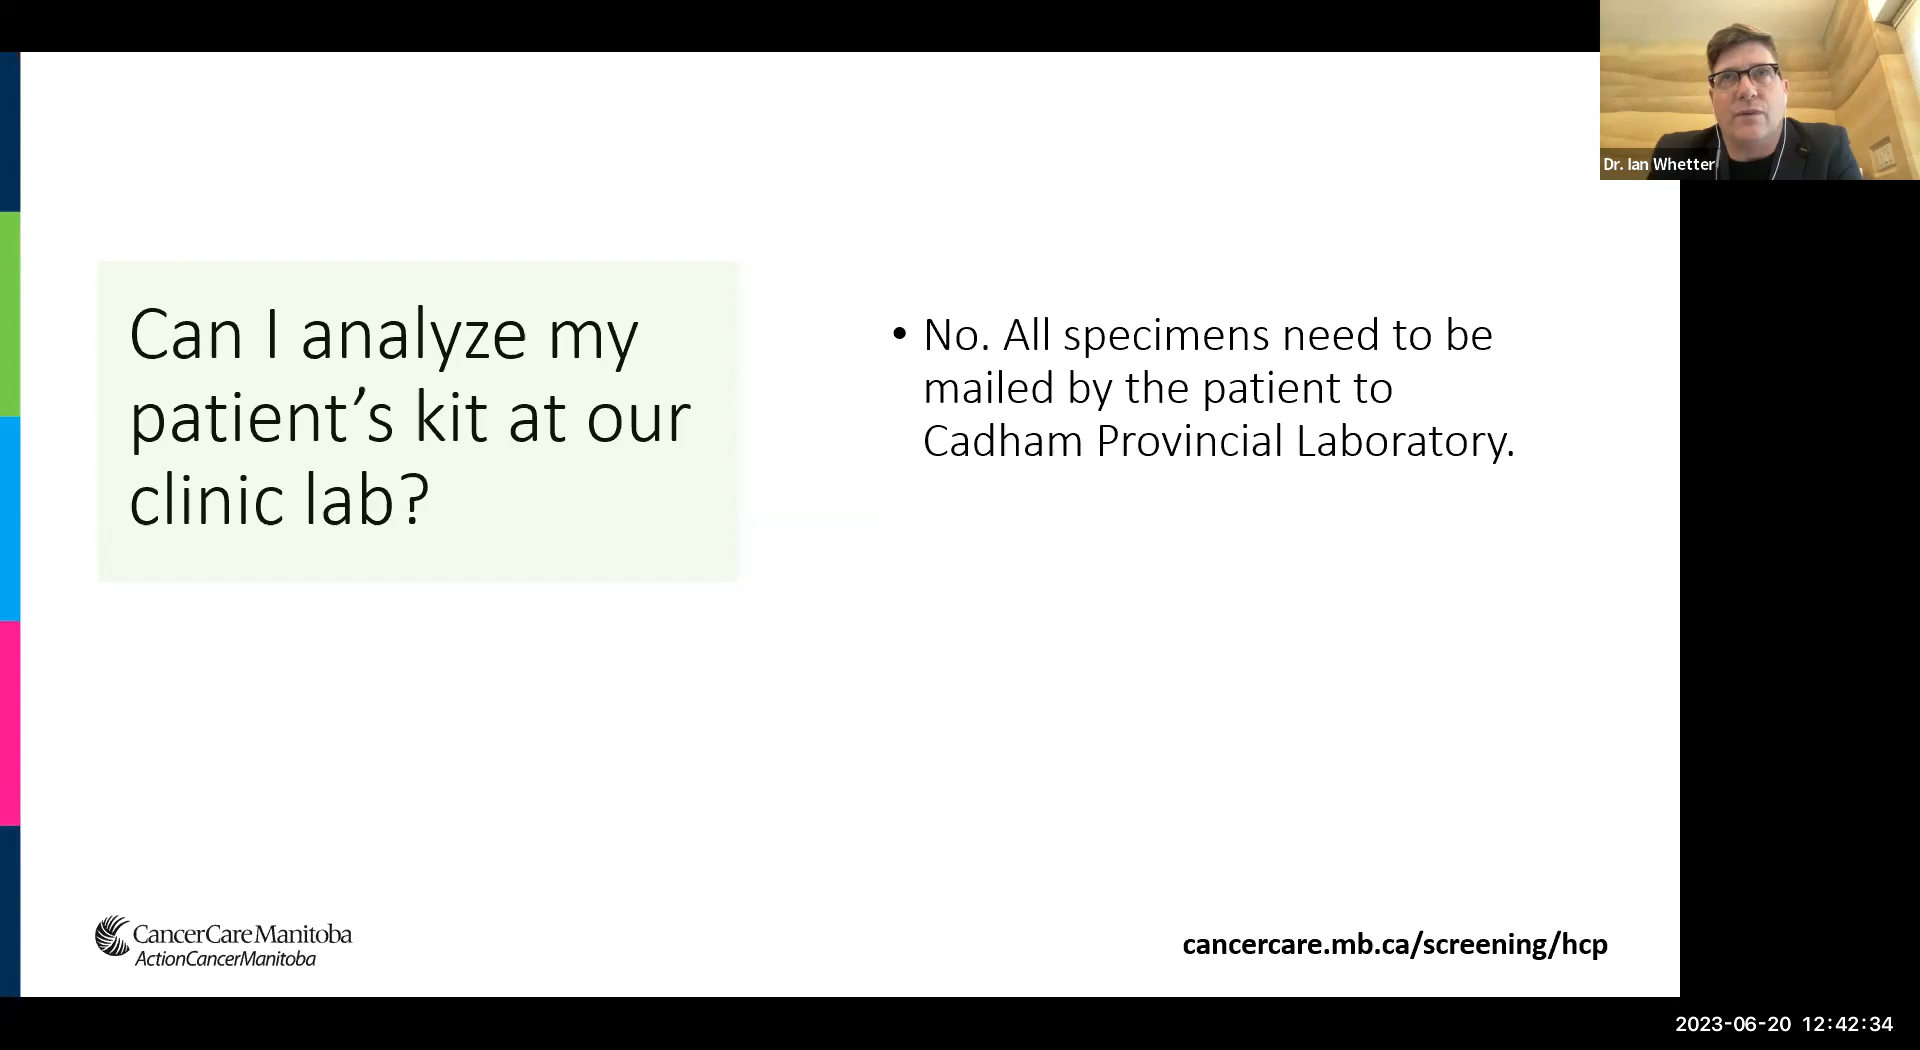 Dr. Ian Whetter
Can I analyze my
patient’s kit at our
clinic lab?
• No. All specimens need to be
mailed by the patient to
Cadham Provincial Laboratory.
CancerCare Manitoba
ActionCancerManitoba
cancercare.mb.ca/screening/hcp
2023-06-20 12:42:34